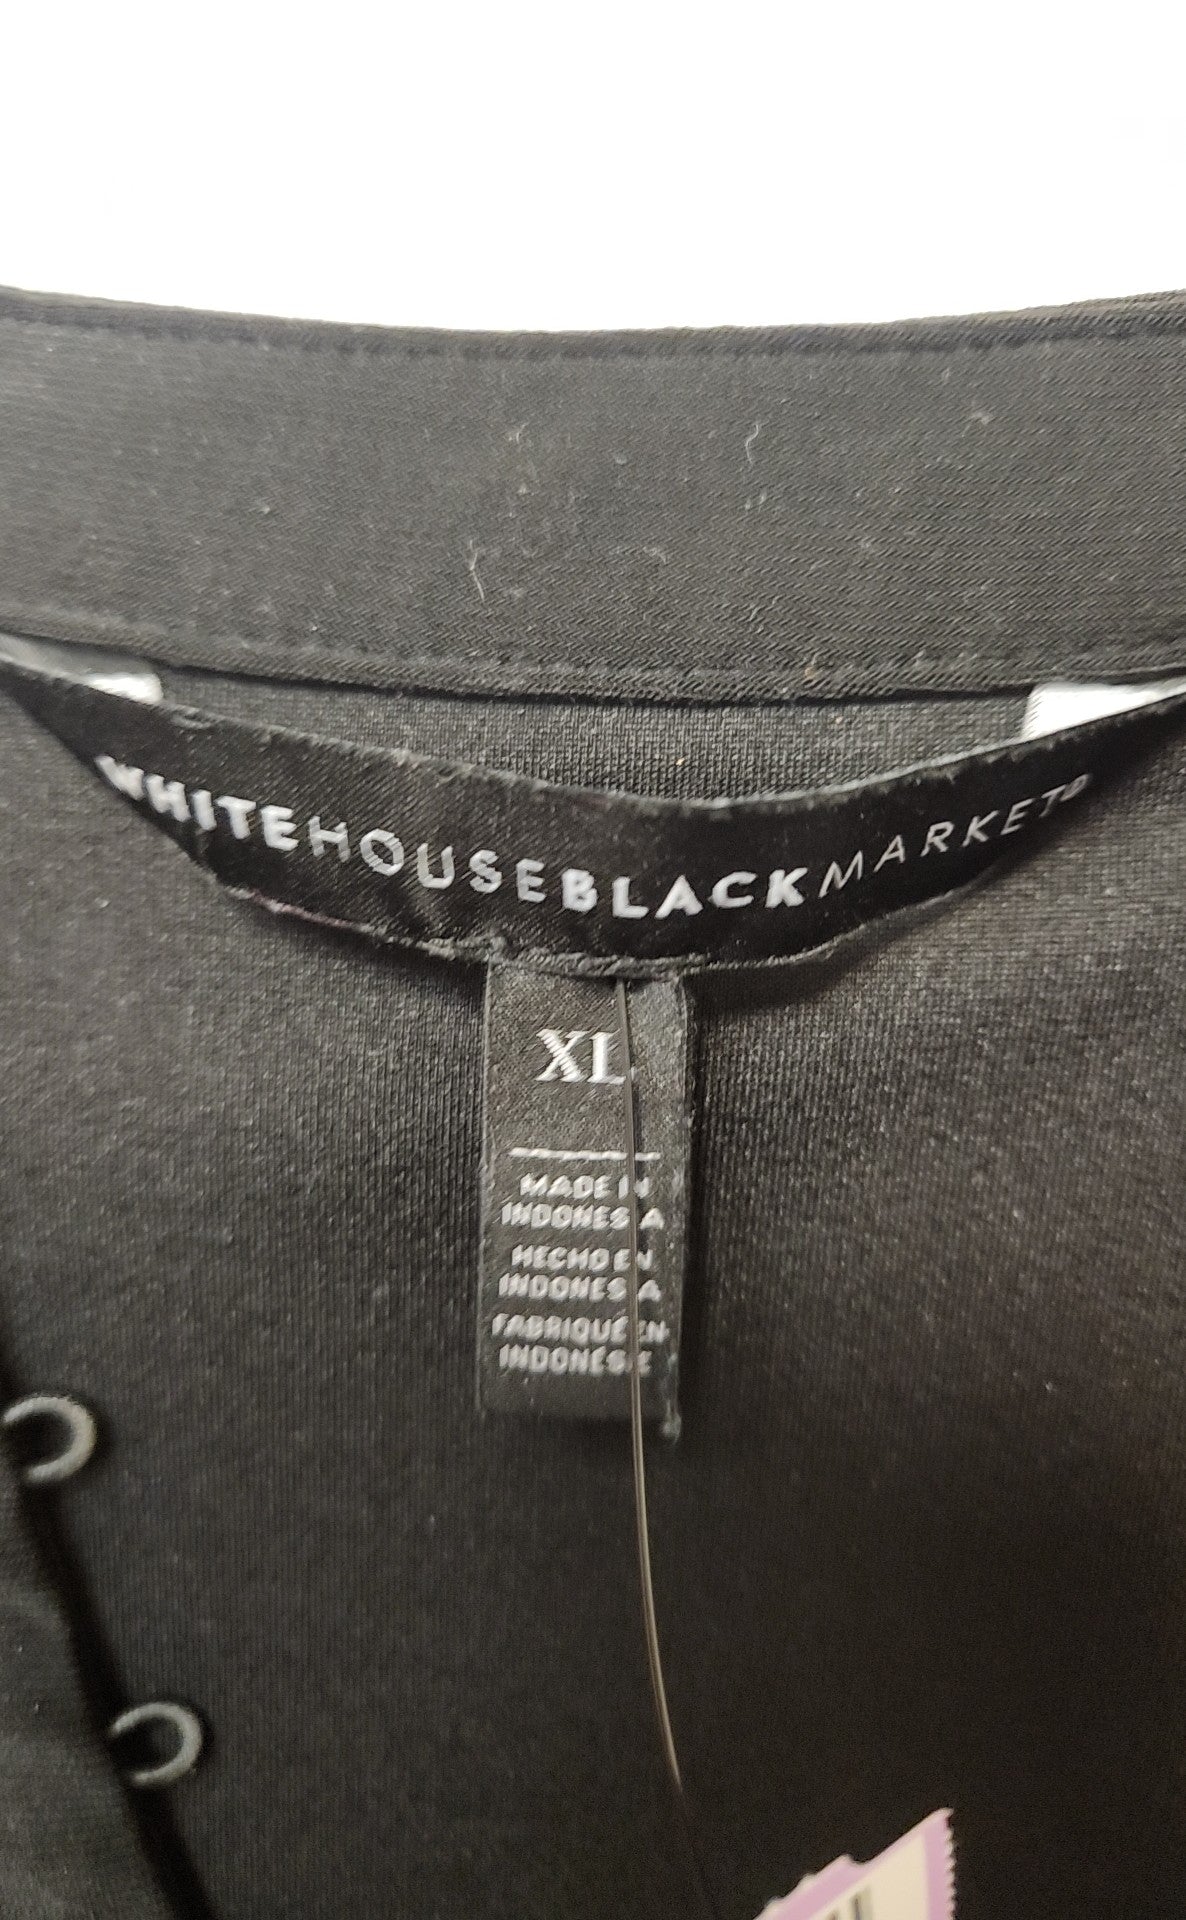 WHITEHOUSEBLACKMARKET®
XL
MADE IN
INDONESIA
HECHO EN
INDONESIA
FABRIQUÉ EN
INDONÉSIE